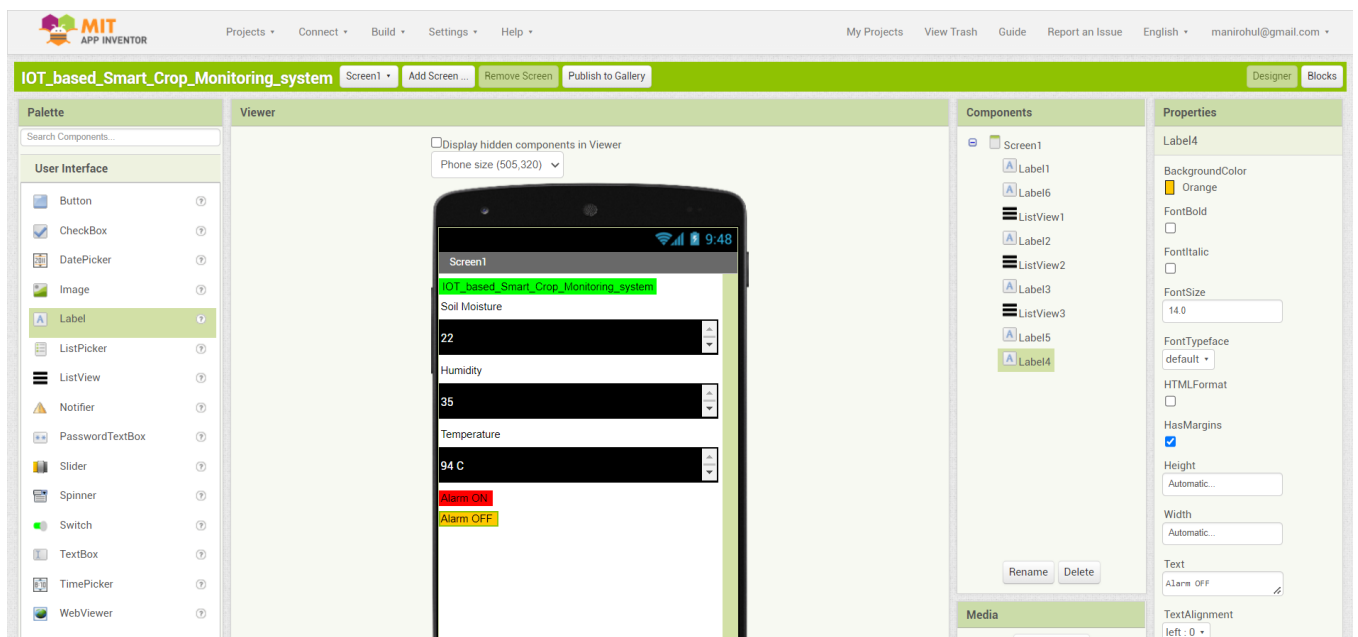 MIT
APP INVENTOR
Projects Connect Build Settings Help My Projects View Trash Guide Report an Issue English manirohul@gmail.com
IOT_based_Smart_Crop_Monitoring_system Screen1 Add Screen ... Remove Screen Publish to Gallery Designer Blocks
Palette
Search Components...
User Interface
Button
CheckBox
DatePicker
Image
Label
ListPicker
ListView
Notifier
PasswordTextBox
Slider
Spinner
Switch
TextBox
TimePicker
WebViewer
Viewer
Display hidden components in Viewer
Phone size (505,320)
9:48
Screen1
IOT_based_Smart_Crop_Monitoring_system
Soil Moisture
22
Humidity
35
Temperature
94 C
Alarm ON
Alarm OFF
Components
Screen1
Label1
Label6
ListView1
Label2
ListView2
Label3
ListView3
Label5
Label4
Rename Delete
Media
Properties
Label4
BackgroundColor
Orange
FontBold
FontItalic
FontSize
14.0
FontTypeface
default
HTMLFormat
HasMargins
Height
Automatic...
Width
Automatic...
Text
Alarm OFF
TextAlignment
left : 0